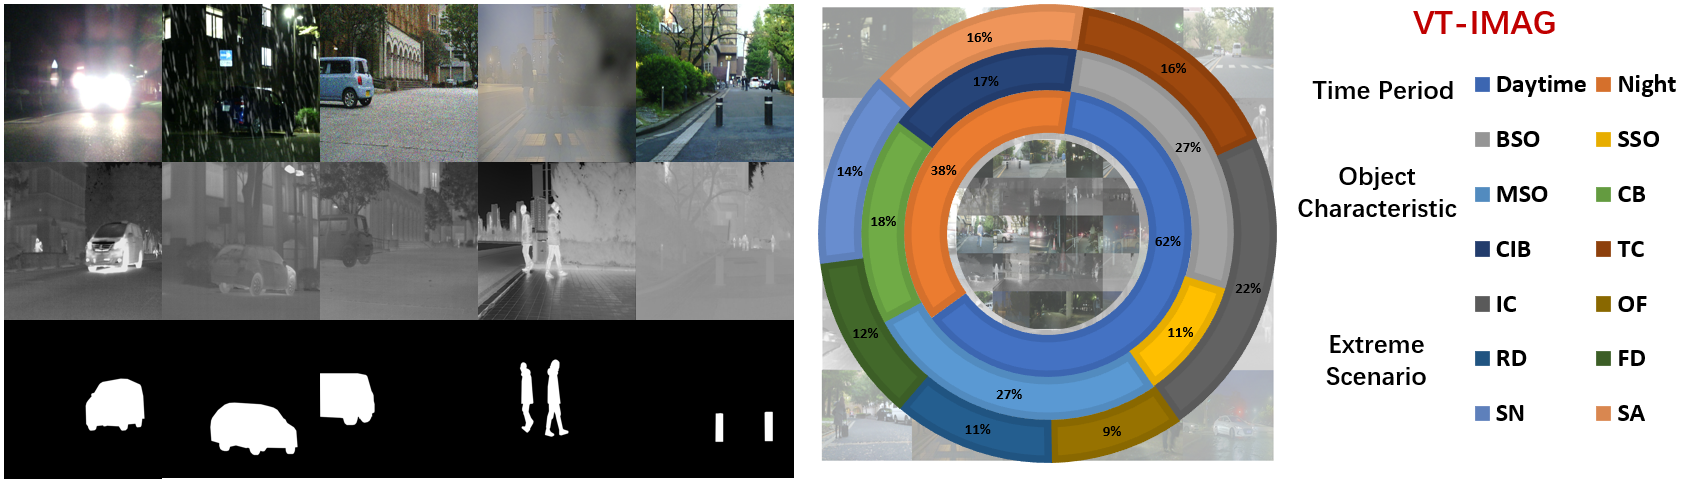 VT-IMAG
16%
16%
17%
27%
38%
14%
18%
62%
22%
11%
12%
27%
11%
9%
Time Period
Daytime
Night
Object
Characteristic
BSO
SSO
MSO
CB
CIB
TC
Extreme
Scenario
IC
OF
RD
FD
SN
SA